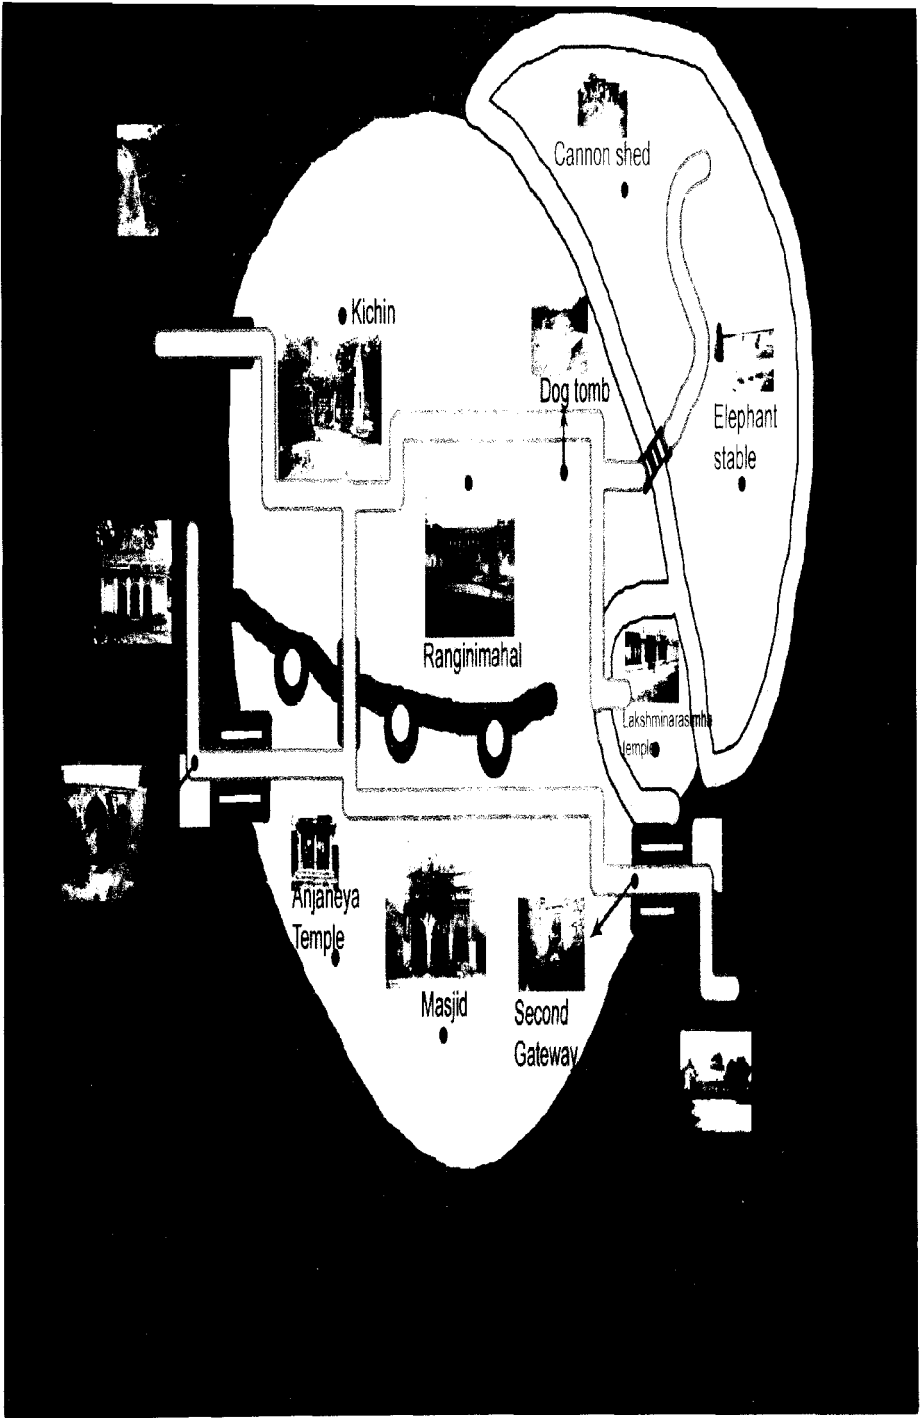 Cannon shed
Kichin
Dog tomb
Elephant
stable
Ranginimahal
Lakshminarasimha
temple
Anjaneya
Temple
Masjid
Second
Gateway